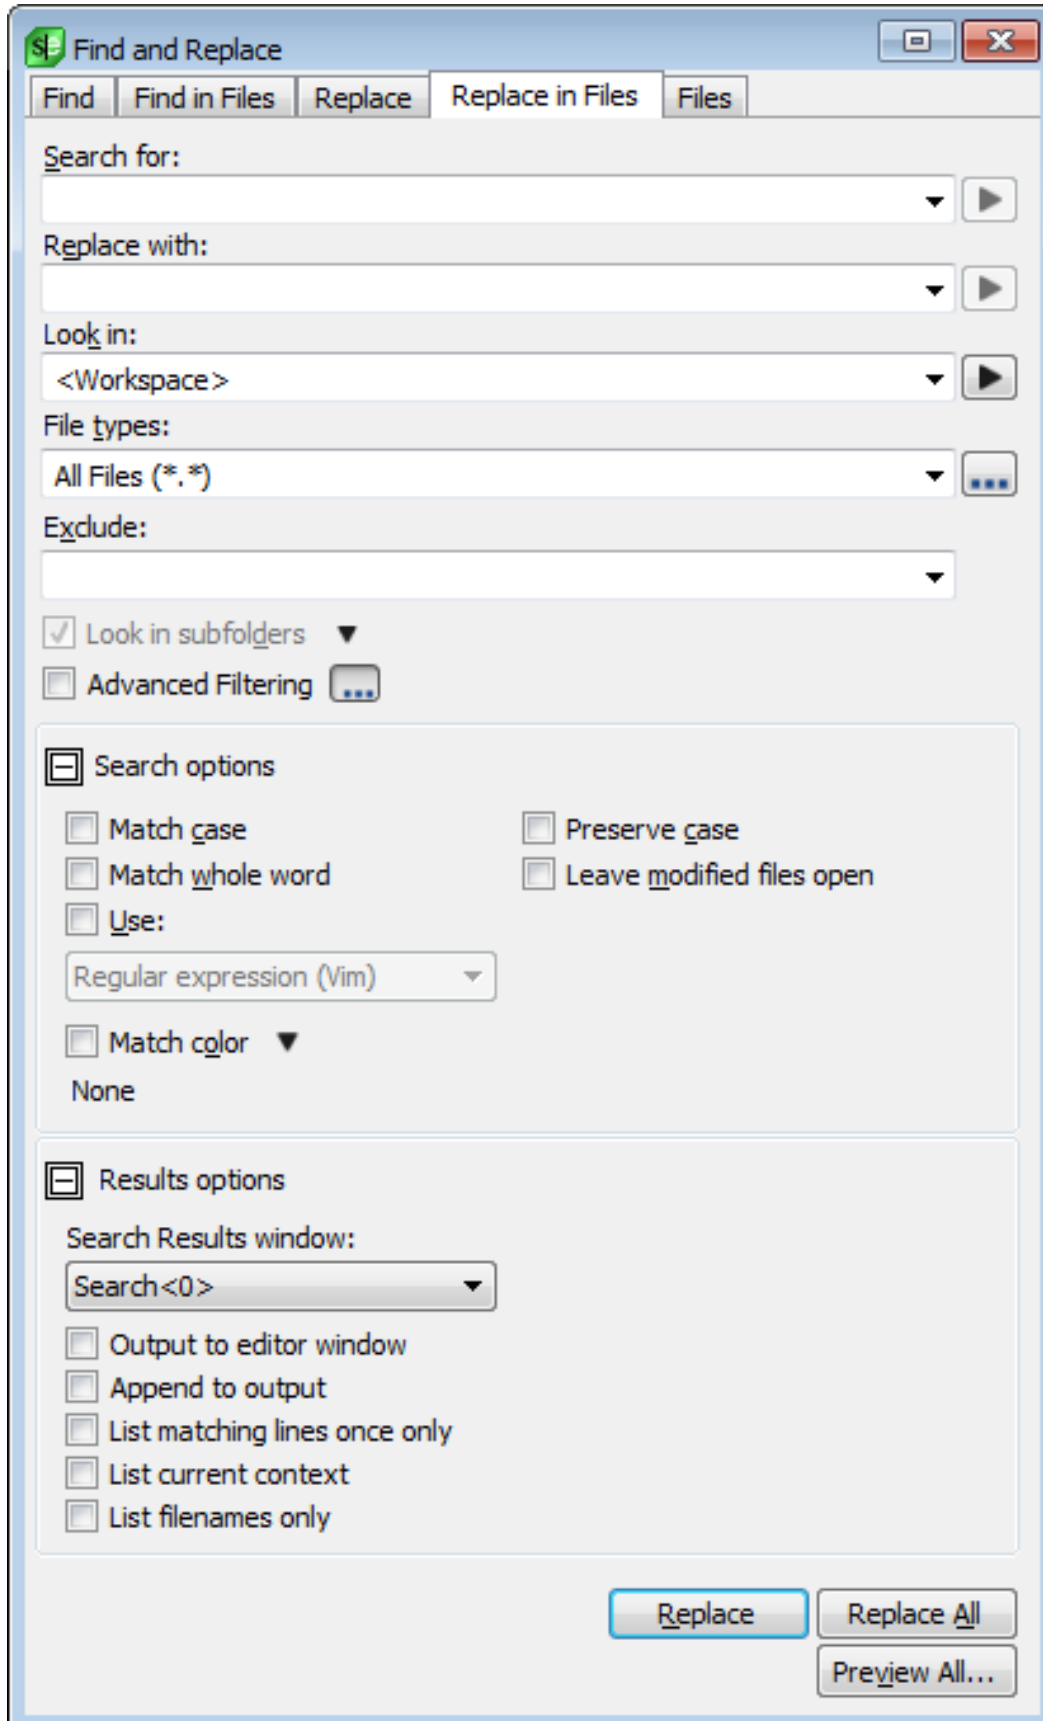 Find and Replace
Find Find in Files Replace Replace in Files Files
Search for:
Replace with:
Look in:
<Workspace>
File types:
All Files (*.*)
Exclude:
Look in subfolders
Advanced Filtering ...
Search options
Match case Preserve case
Match whole word Leave modified files open
Use:
Regular expression (Vim)
Match color
None
Results options
Search Results window:
Search<0>
Output to editor window
Append to output
List matching lines once only
List current context
List filenames only
Replace Replace All
Preview All...